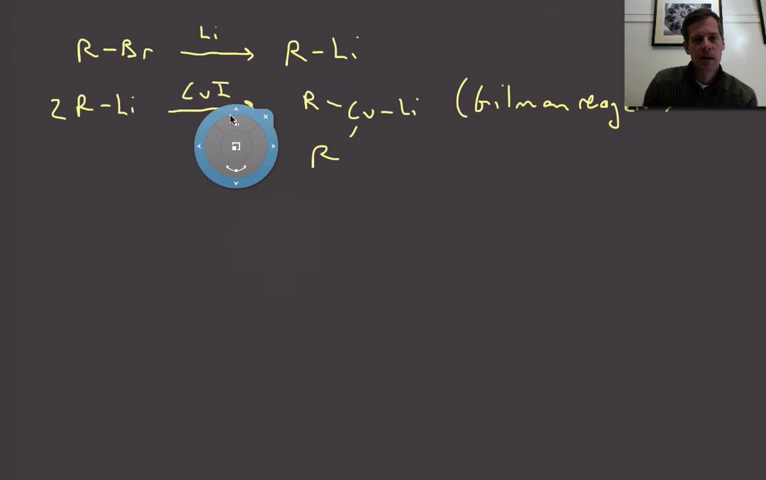 R-Br Li R-Li
2 R-Li CuI R-Cu-Li (Gilman
R